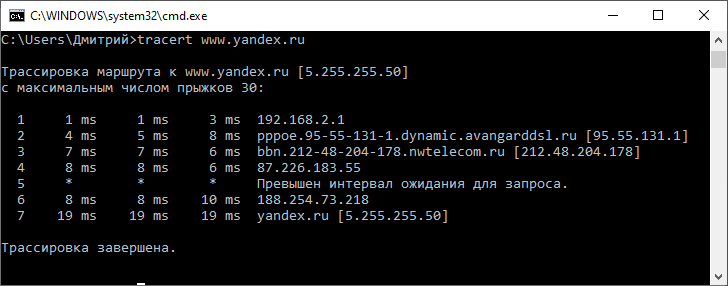 C:\WINDOWS\system32\cmd.exe
C:\Users\Дмитрий>tracert www.yandex.ru
Трассировка маршрута к www.yandex.ru [5.255.255.50]
с максимальным числом прыжков 30:
1 1 ms 1 ms 3 ms 192.168.2.1
2 4 ms 5 ms 8 ms pppoe.95-55-131-1.dynamic.avangarddsl.ru [95.55.131.1]
3 7 ms 7 ms 6 ms bbn.212-48-204-178.nwtelecom.ru [212.48.204.178]
4 8 ms 8 ms 6 ms 87.226.183.55
5 * * * Превышен интервал ожидания для запроса.
6 8 ms 8 ms 10 ms 188.254.73.218
7 19 ms 19 ms 19 ms yandex.ru [5.255.255.50]
Трассировка завершена.